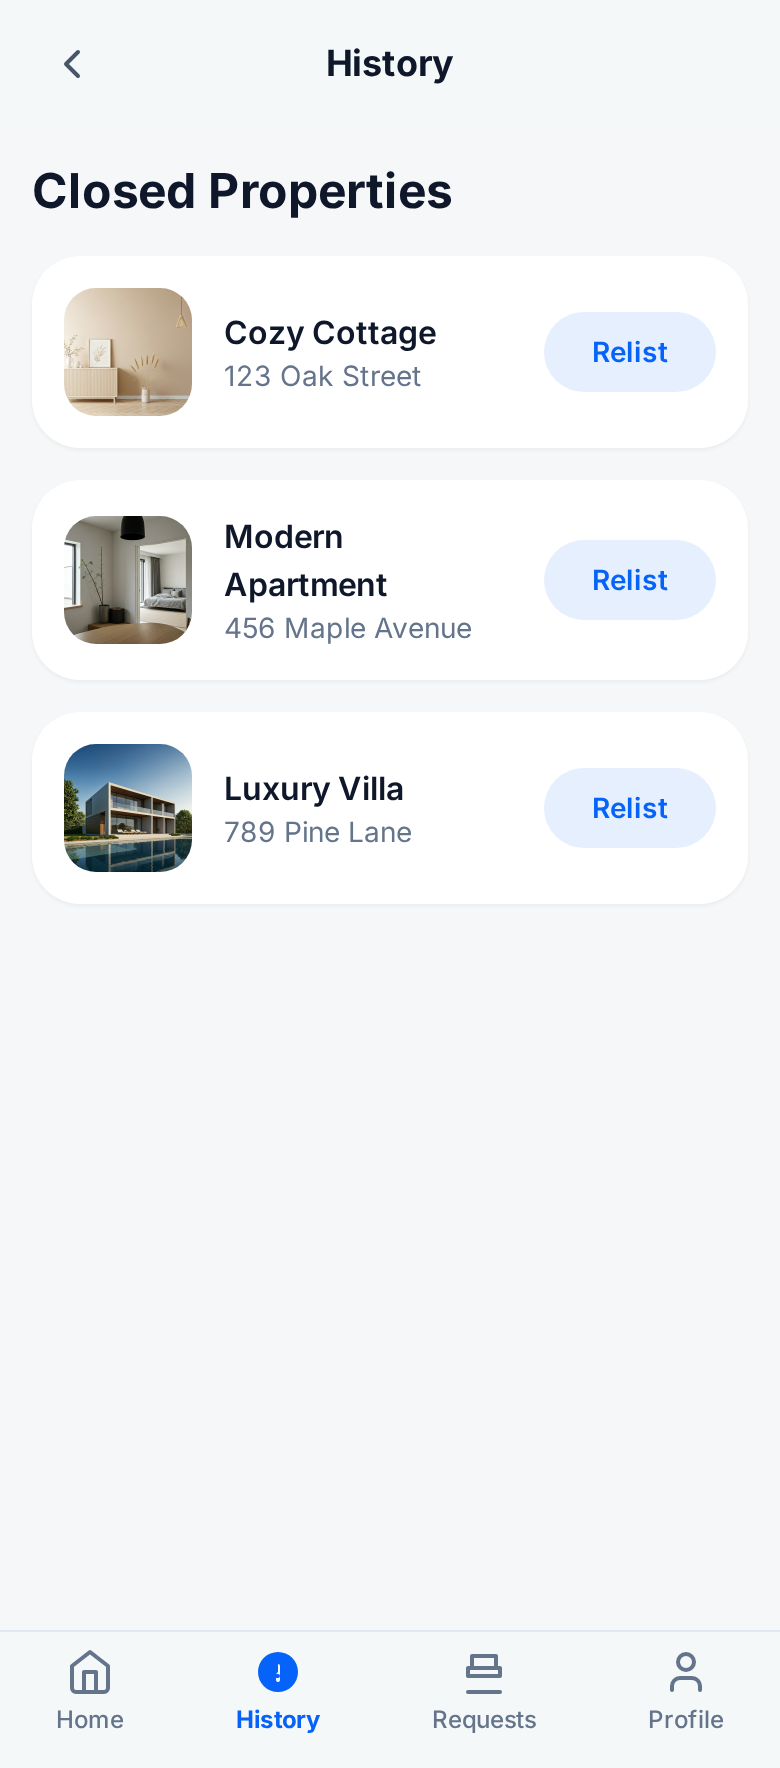 History
Closed Properties
Cozy Cottage
123 Oak Street
Relist
Modern
Apartment
456 Maple Avenue
Relist
Luxury Villa
789 Pine Lane
Relist
Home
History
Requests
Profile